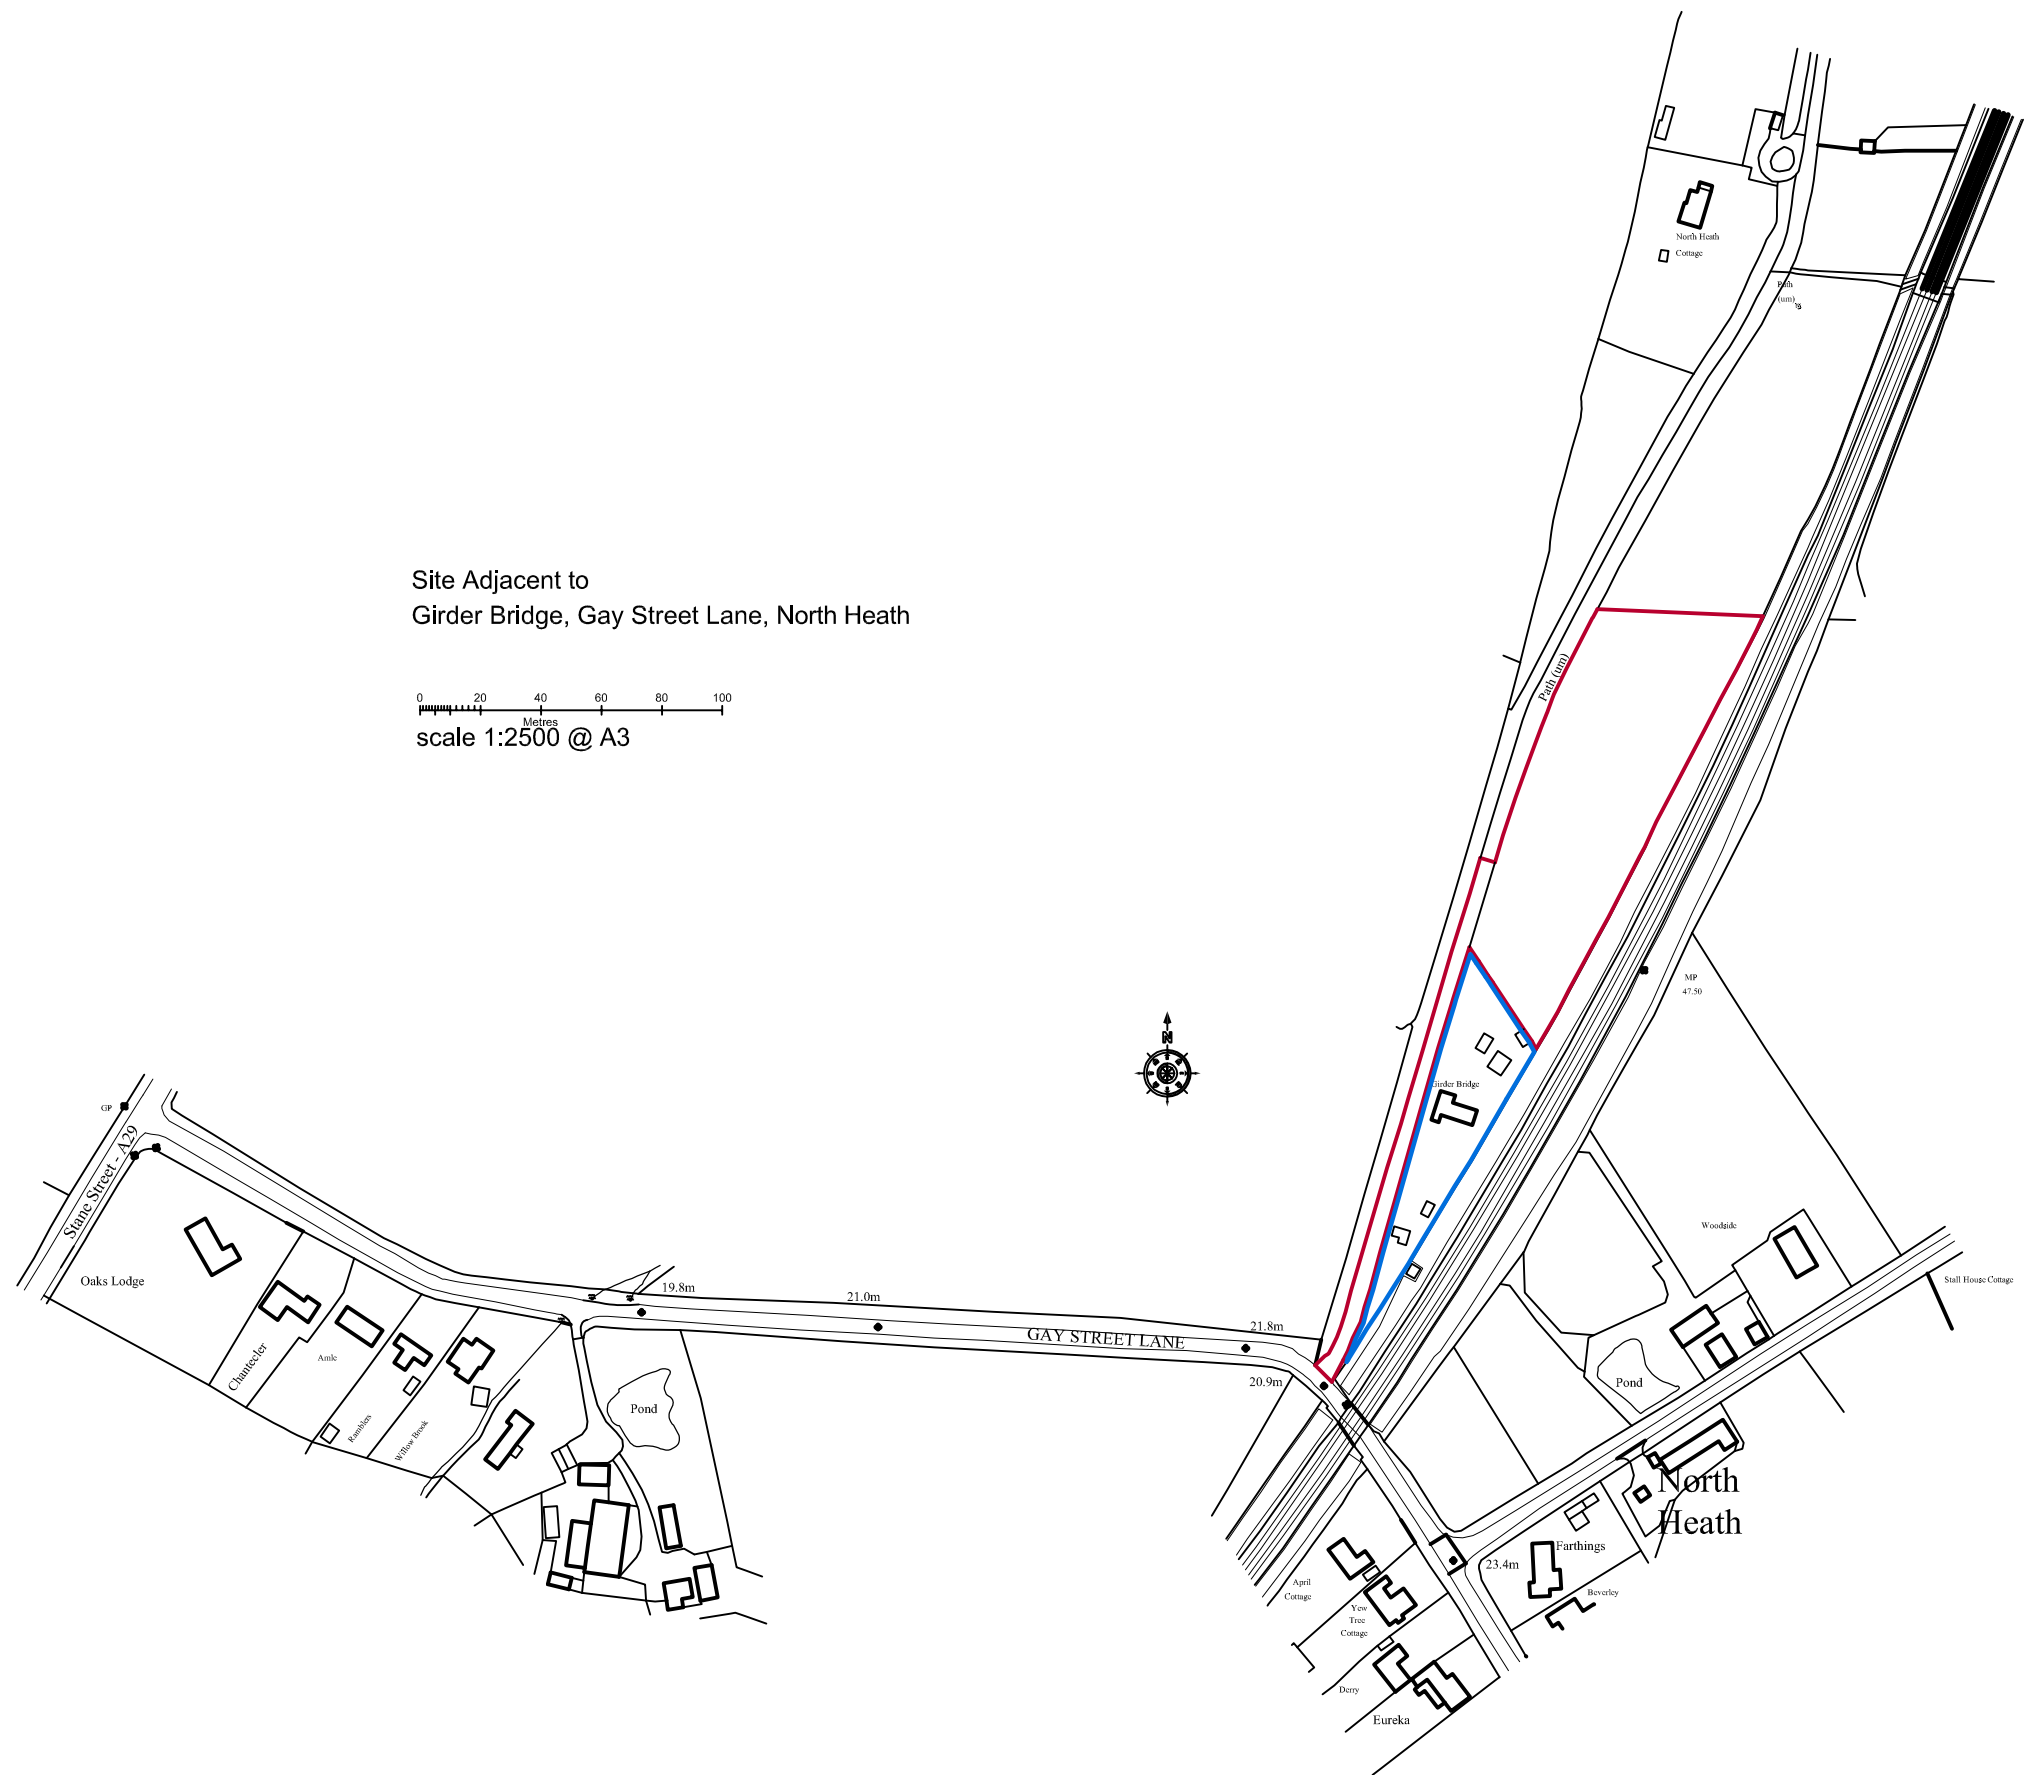 North Heath
Cottage
Path
(um)
Site Adjacent to
Girder Bridge, Gay Street Lane, North Heath
0 20 40 60 80 100
Metres
scale 1:2500 @ A3
Path (um)
MP
47.50
N
Girder Bridge
GP
Stane Street - A29
Oaks Lodge
Chantecler
Amle
Ramblers
Willow Brook
19.8m
21.0m
GAY STREET LANE
21.8m
20.9m
Pond
Woodside
Stall House Cottage
Pond
North
Heath
Farthings
23.4m
Beverley
April
Cottage
Yew
Tree
Cottage
Derry
Eureka